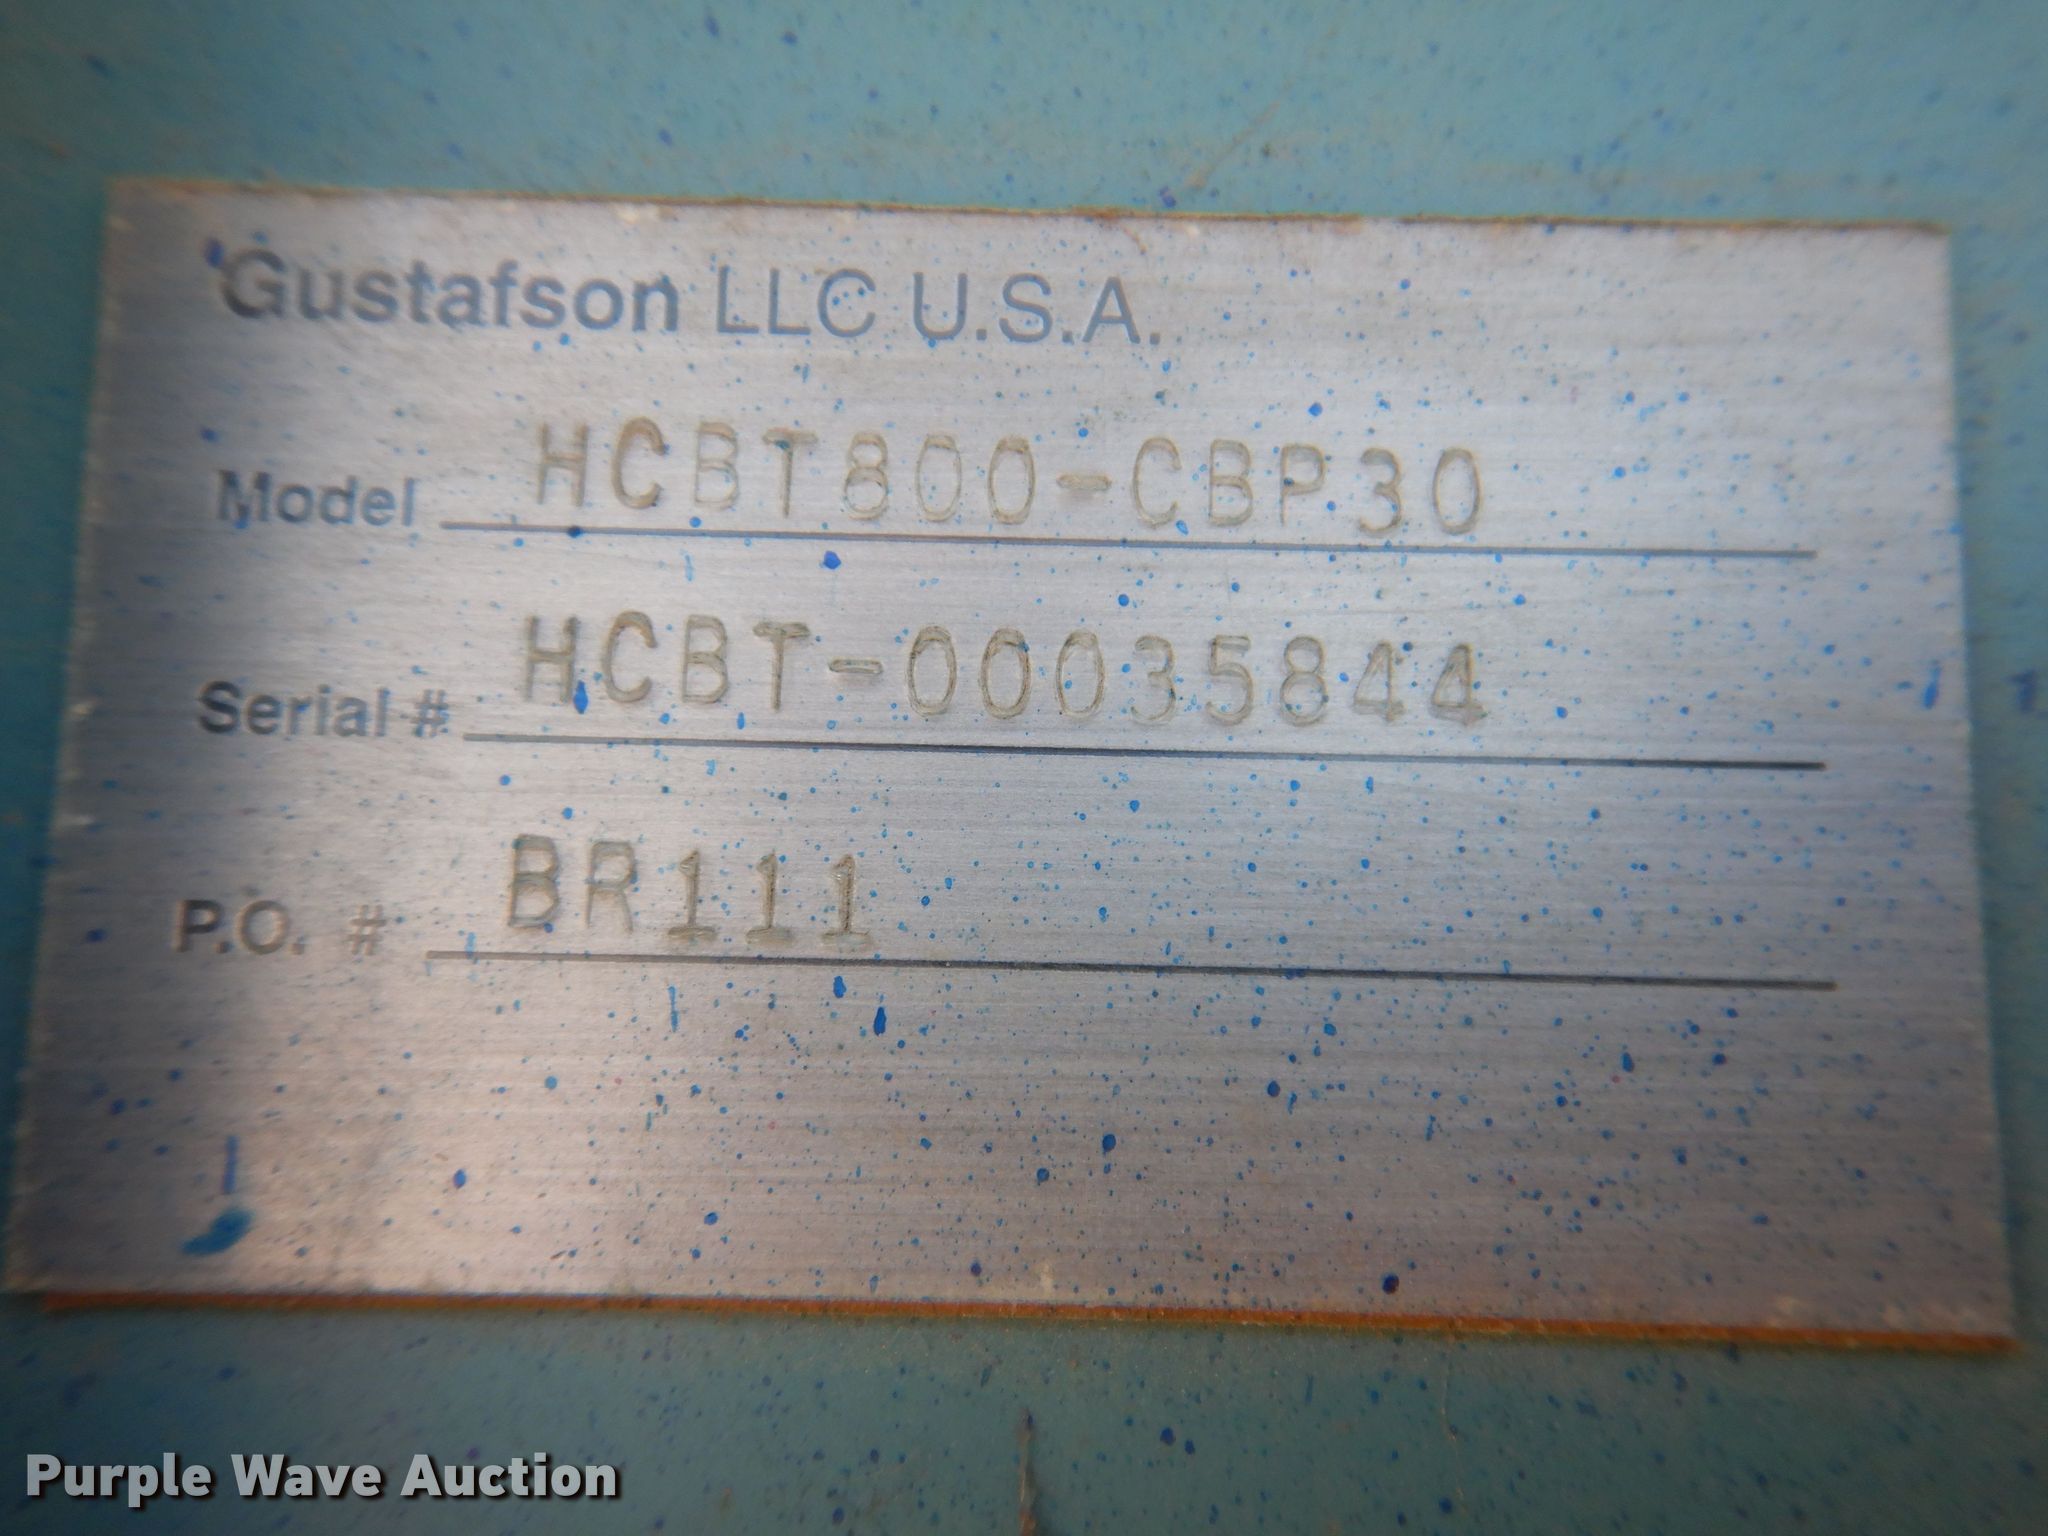 Gustafson LLC U.S.A.
Model HCBT800-CBP30
Serial # HCBT-00035844
P.O. # BR111
Purple Wave Auction